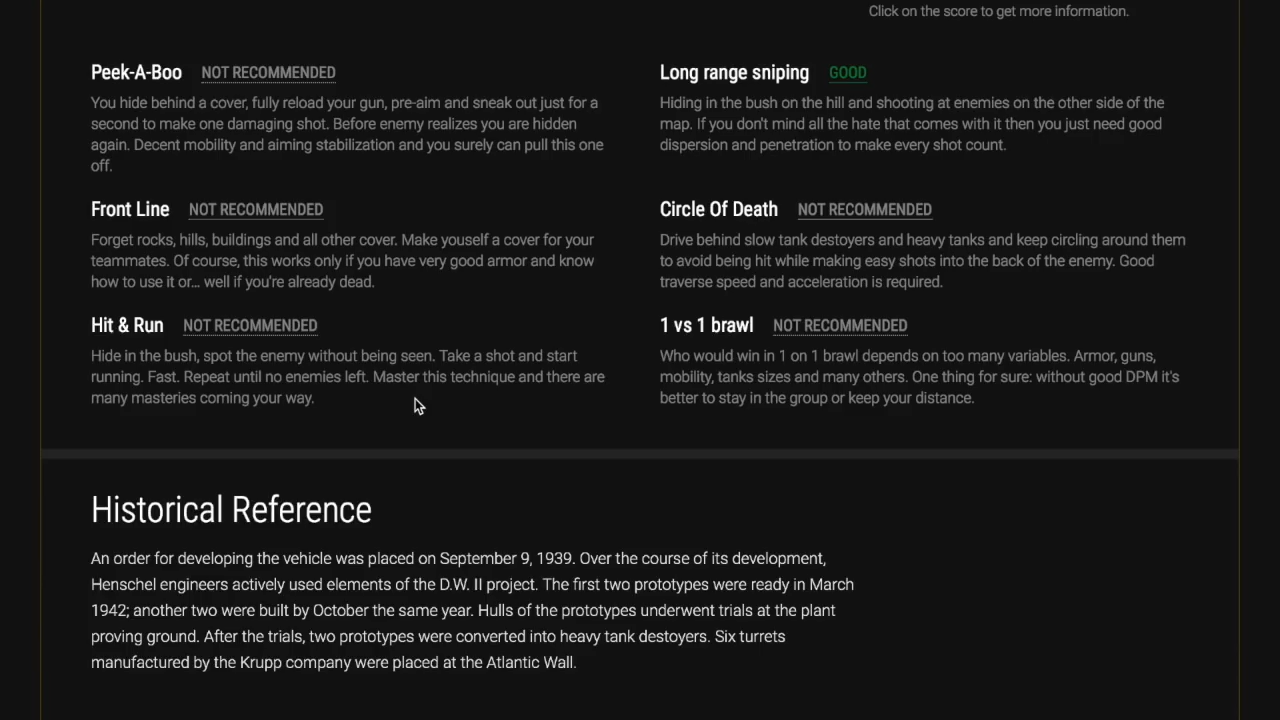 Click on the score to get more information.
Peek-A-Boo NOT RECOMMENDED
You hide behind a cover, fully reload your gun, pre-aim and sneak out just for a
second to make one damaging shot. Before enemy realizes you are hidden
again. Decent mobility and aiming stabilization and you surely can pull this one
off.
Long range sniping GOOD
Hiding in the bush on the hill and shooting at enemies on the other side of the
map. If you don't mind all the hate that comes with it then you just need good
dispersion and penetration to make every shot count.
Front Line NOT RECOMMENDED
Forget rocks, hills, buildings and all other cover. Make youself a cover for your
teammates. Of course, this works only if you have very good armor and know
how to use it or... well if you're already dead.
Circle Of Death NOT RECOMMENDED
Drive behind slow tank destoyers and heavy tanks and keep circling around them
to avoid being hit while making easy shots into the back of the enemy. Good
traverse speed and acceleration is required.
Hit & Run NOT RECOMMENDED
Hide in the bush, spot the enemy without being seen. Take a shot and start
running. Fast. Repeat until no enemies left. Master this technique and there are
many masteries coming your way.
1 vs 1 brawl NOT RECOMMENDED
Who would win in 1 on 1 brawl depends on too many variables. Armor, guns,
mobility, tanks sizes and many others. One thing for sure: without good DPM it's
better to stay in the group or keep your distance.
Historical Reference
An order for developing the vehicle was placed on September 9, 1939. Over the course of its development,
Henschel engineers actively used elements of the D.W. II project. The first two prototypes were ready in March
1942; another two were built by October the same year. Hulls of the prototypes underwent trials at the plant
proving ground. After the trials, two prototypes were converted into heavy tank destoyers. Six turrets
manufactured by the Krupp company were placed at the Atlantic Wall.